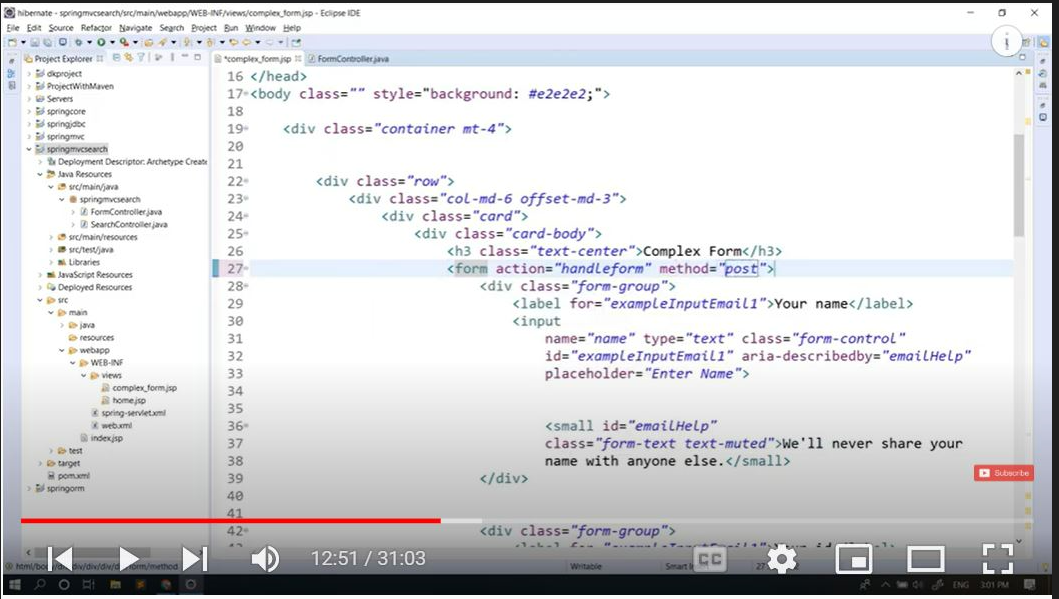 hibernate - springmvcsearch/src/main/webapp/WEB-INF/views/complex_form.jsp - Eclipse IDE
File Edit Source Refactor Navigate Search Project Run Window Help
Project Explorer
*complex_form.jsp
FormController.java
dkproject
ProjectWithMaven
Servers
springcore
springjdbc
springmvc
springmvcsearch
Deployment Descriptor: Archetype Create
Java Resources
src/main/java
springmvcsearch
FormController.java
SearchController.java
src/main/resources
src/test/java
Libraries
JavaScript Resources
Deployed Resources
src
main
java
resources
webapp
WEB-INF
views
complex_form.jsp
home.jsp
spring-servlet.xml
web.xml
index.jsp
test
target
pom.xml
springorm
16 </head>
17 <body class="" style="background: #e2e2e2;">
18
19 <div class="container mt-4">
20
21
22 <div class="row">
23 <div class="col-md-6 offset-md-3">
24 <div class="card">
25 <div class="card-body">
26 <h3 class="text-center">Complex Form</h3>
27 <form action="handleform" method="post">
28 <div class="form-group">
29 <label for="exampleInputEmail1">Your name</label>
30 <input
31 name="name" type="text" class="form-control"
32 id="exampleInputEmail1" aria-describedby="emailHelp"
33 placeholder="Enter Name">
34
35
36 <small id="emailHelp"
37 class="form-text text-muted">We'll never share your
38 name with anyone else.</small>
39 </div>
40
41
42 <div class="form-group">
Subscribe
12:51 / 31:03
CC
Writable
ENG 3:01 PM